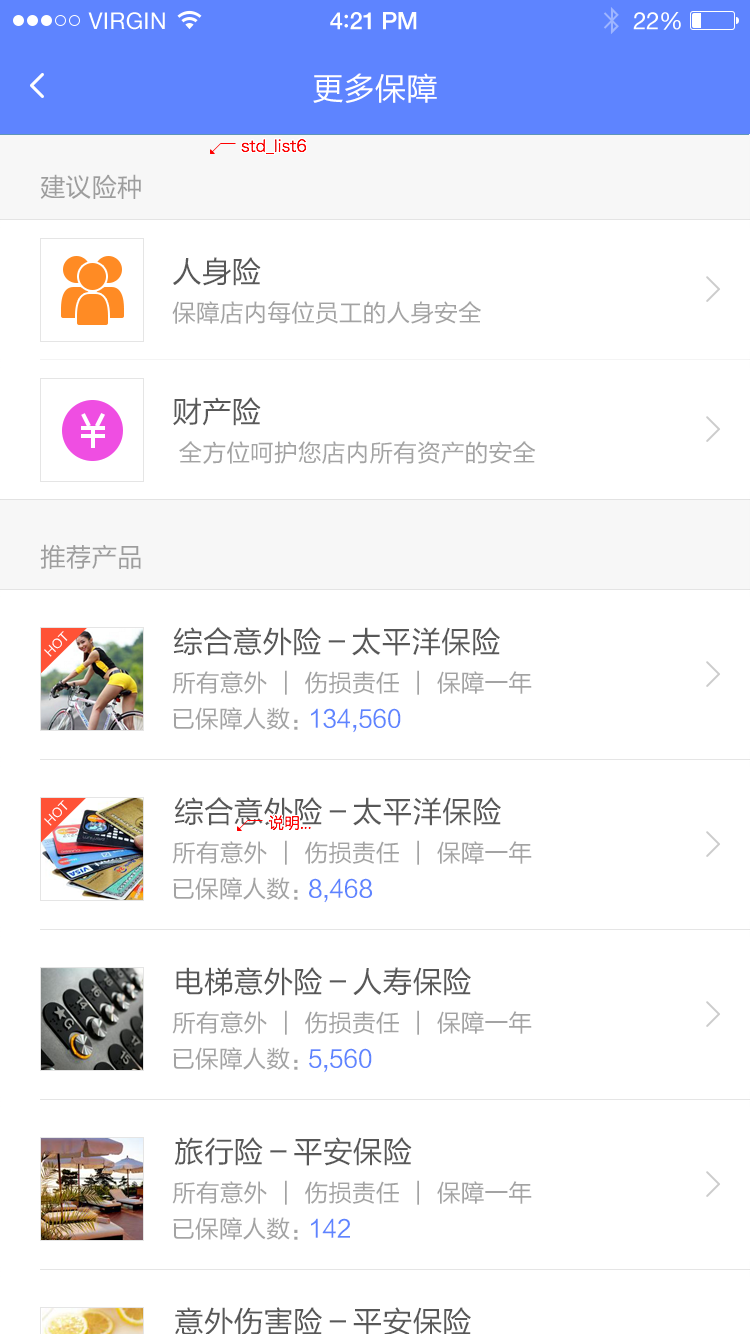 VIRGIN 4:21 PM 22%
更多保障
std_list6
建议险种
人身险
保障店内每位员工的人身安全
¥
财产险
全方位呵护您店内所有资产的安全
推荐产品
HOT
综合意外险 – 太平洋保险
所有意外 | 伤损责任 | 保障一年
已保障人数: 134,560
HOT
综合意外险 – 太平洋保险
说明...
所有意外 | 伤损责任 | 保障一年
VISA
已保障人数: 8,468
电梯意外险 – 人寿保险
所有意外 | 伤损责任 | 保障一年
已保障人数: 5,560
旅行险 – 平安保险
所有意外 | 伤损责任 | 保障一年
已保障人数: 142
意外伤害险 – 平安保险